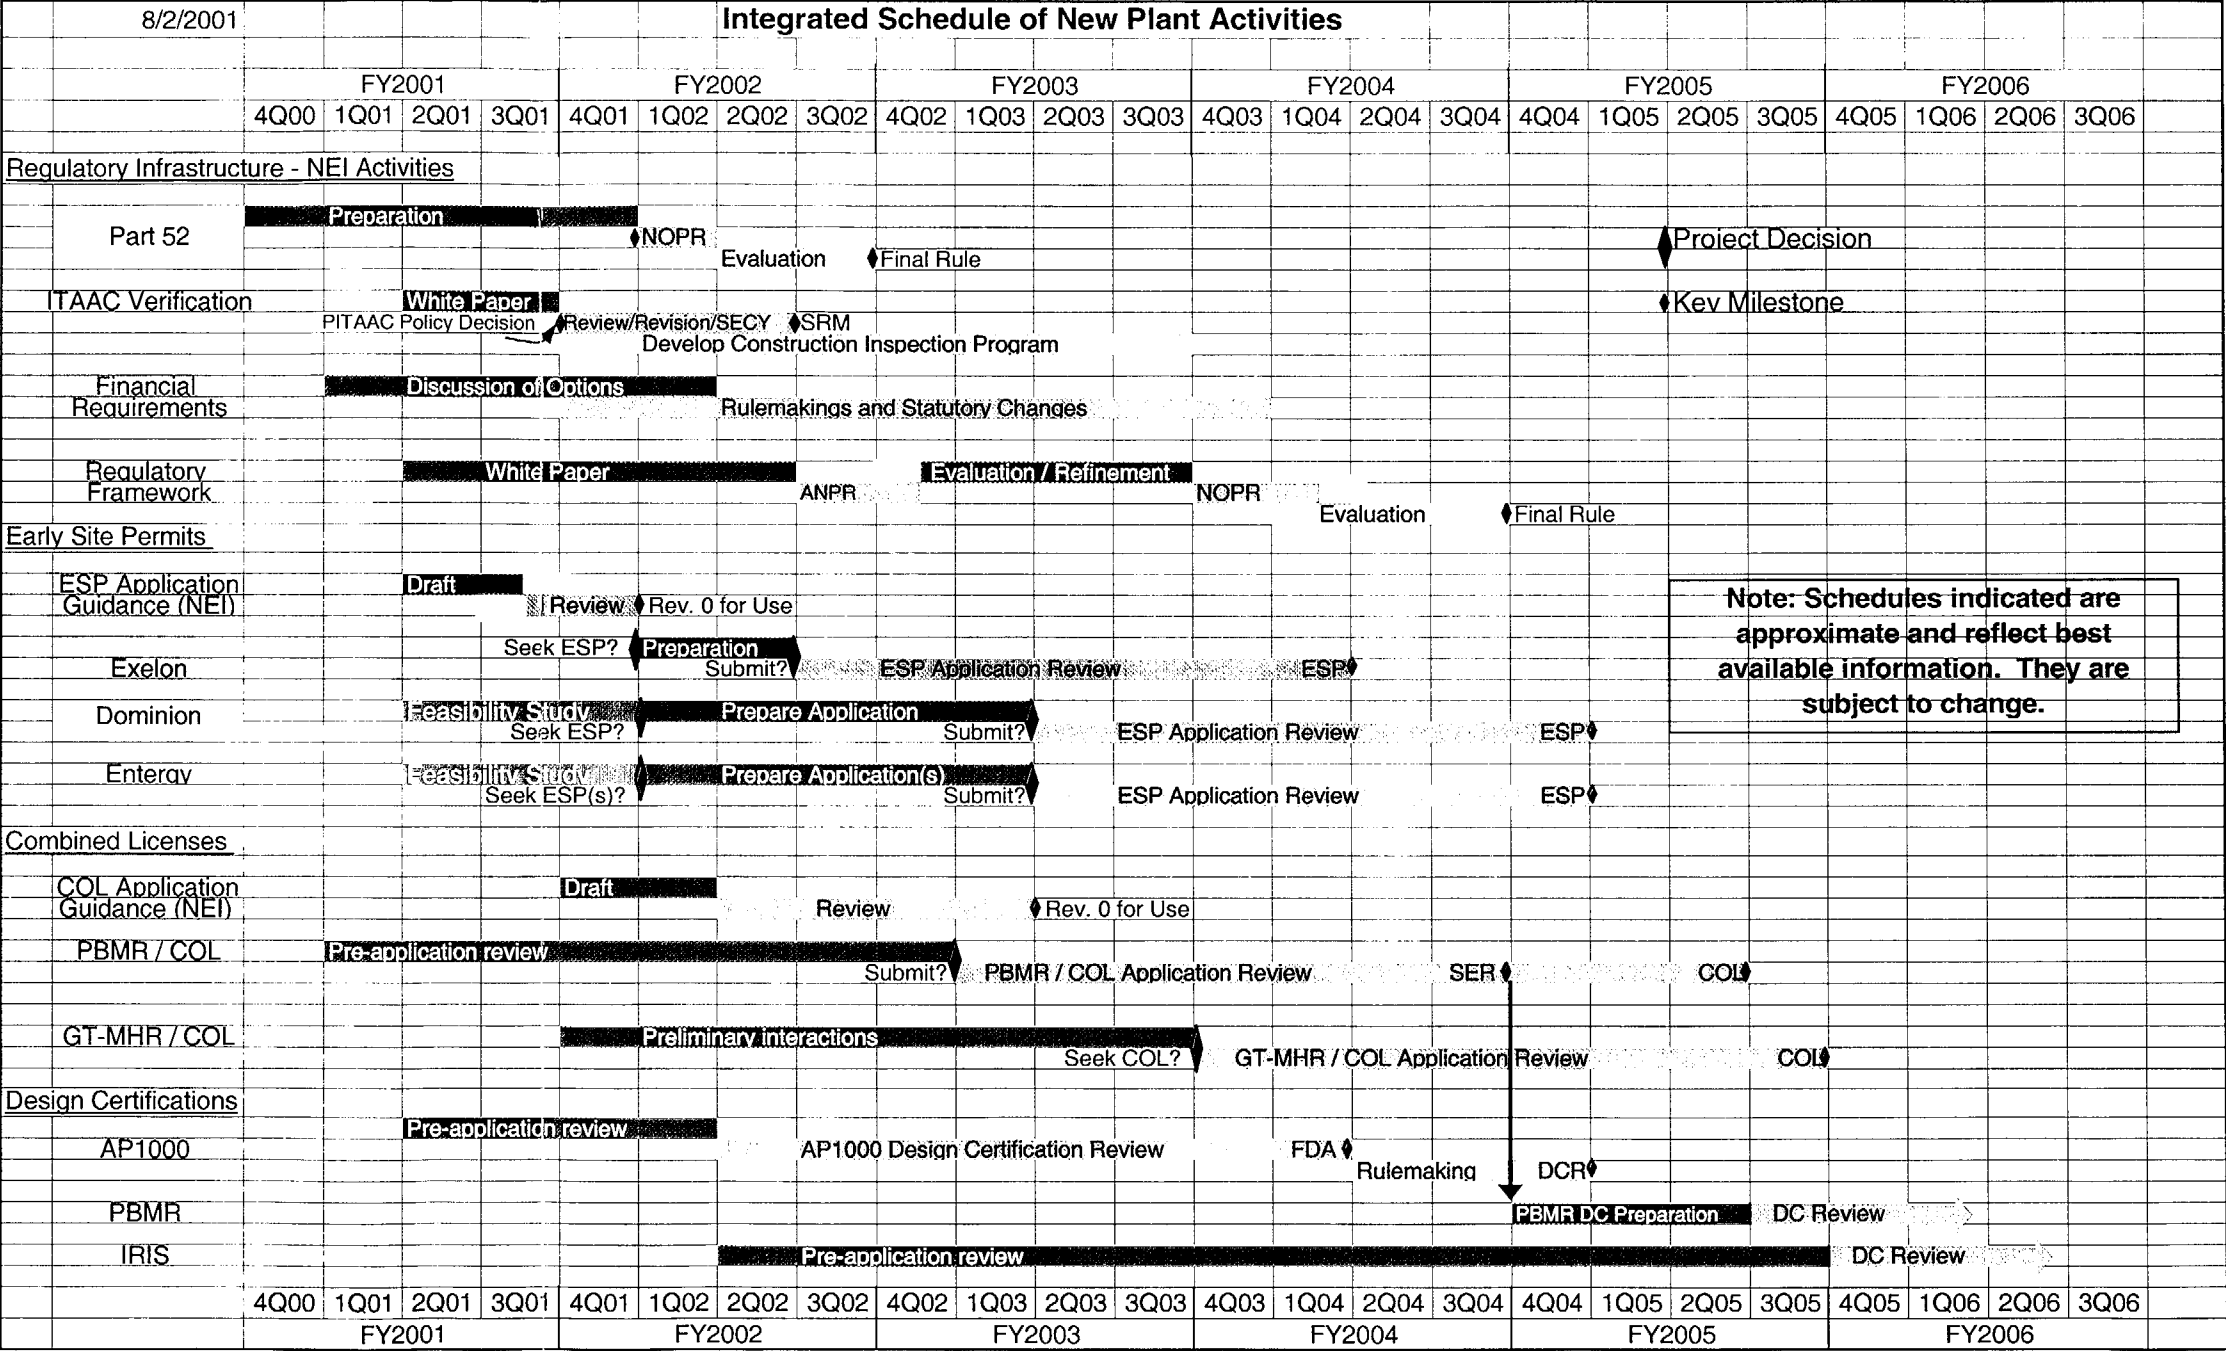 8/2/2001 Integrated Schedule of New Plant Activities
FY2001 FY2002 FY2003 FY2004 FY2005 FY2006
4Q00 1Q01 2Q01 3Q01 4Q01 1Q02 2Q02 3Q02 4Q02 1Q03 2Q03 3Q03 4Q03 1Q04 2Q04 3Q04 4Q04 1Q05 2Q05 3Q05 4Q05 1Q06 2Q06 3Q06
Regulatory Infrastructure - NEI Activities
Preparation
Part 52 NOPR Project Decision
Evaluation Final Rule
ITAAC Verification White Paper Key Milestone
PITAAC Policy Decision Review/Revision/SECY SRM
Develop Construction Inspection Program
Financial Discussion of Options
Requirements Rulemakings and Statutory Changes
Regulatory White Paper Evaluation / Refinement
Framework ANPR NOPR
Evaluation Final Rule
Early Site Permits
ESP Application Draft
Guidance (NEI) Review Rev. 0 for Use
Note: Schedules indicated are
approximate and reflect best
available information. They are
subject to change.
Seek ESP? Preparation
Exelon Submit? ESP Application Review ESP
Dominion Feasibility Study Prepare Application
Seek ESP? Submit? ESP Application Review ESP
Entergy Feasibility Study Prepare Application(s)
Seek ESP(s)? Submit? ESP Application Review ESP
Combined Licenses
COL Application Draft
Guidance (NEI) Review Rev. 0 for Use
PBMR / COL Pre-application review
Submit? PBMR / COL Application Review SER COL
GT-MHR / COL Preliminary interactions
Seek COL? GT-MHR / COL Application Review COL
Design Certifications
Pre-application review
AP1000 AP1000 Design Certification Review FDA
Rulemaking DCR
PBMR PBMR DC Preparation DC Review
IRIS Pre-application review DC Review
4Q00 1Q01 2Q01 3Q01 4Q01 1Q02 2Q02 3Q02 4Q02 1Q03 2Q03 3Q03 4Q03 1Q04 2Q04 3Q04 4Q04 1Q05 2Q05 3Q05 4Q05 1Q06 2Q06 3Q06
FY2001 FY2002 FY2003 FY2004 FY2005 FY2006